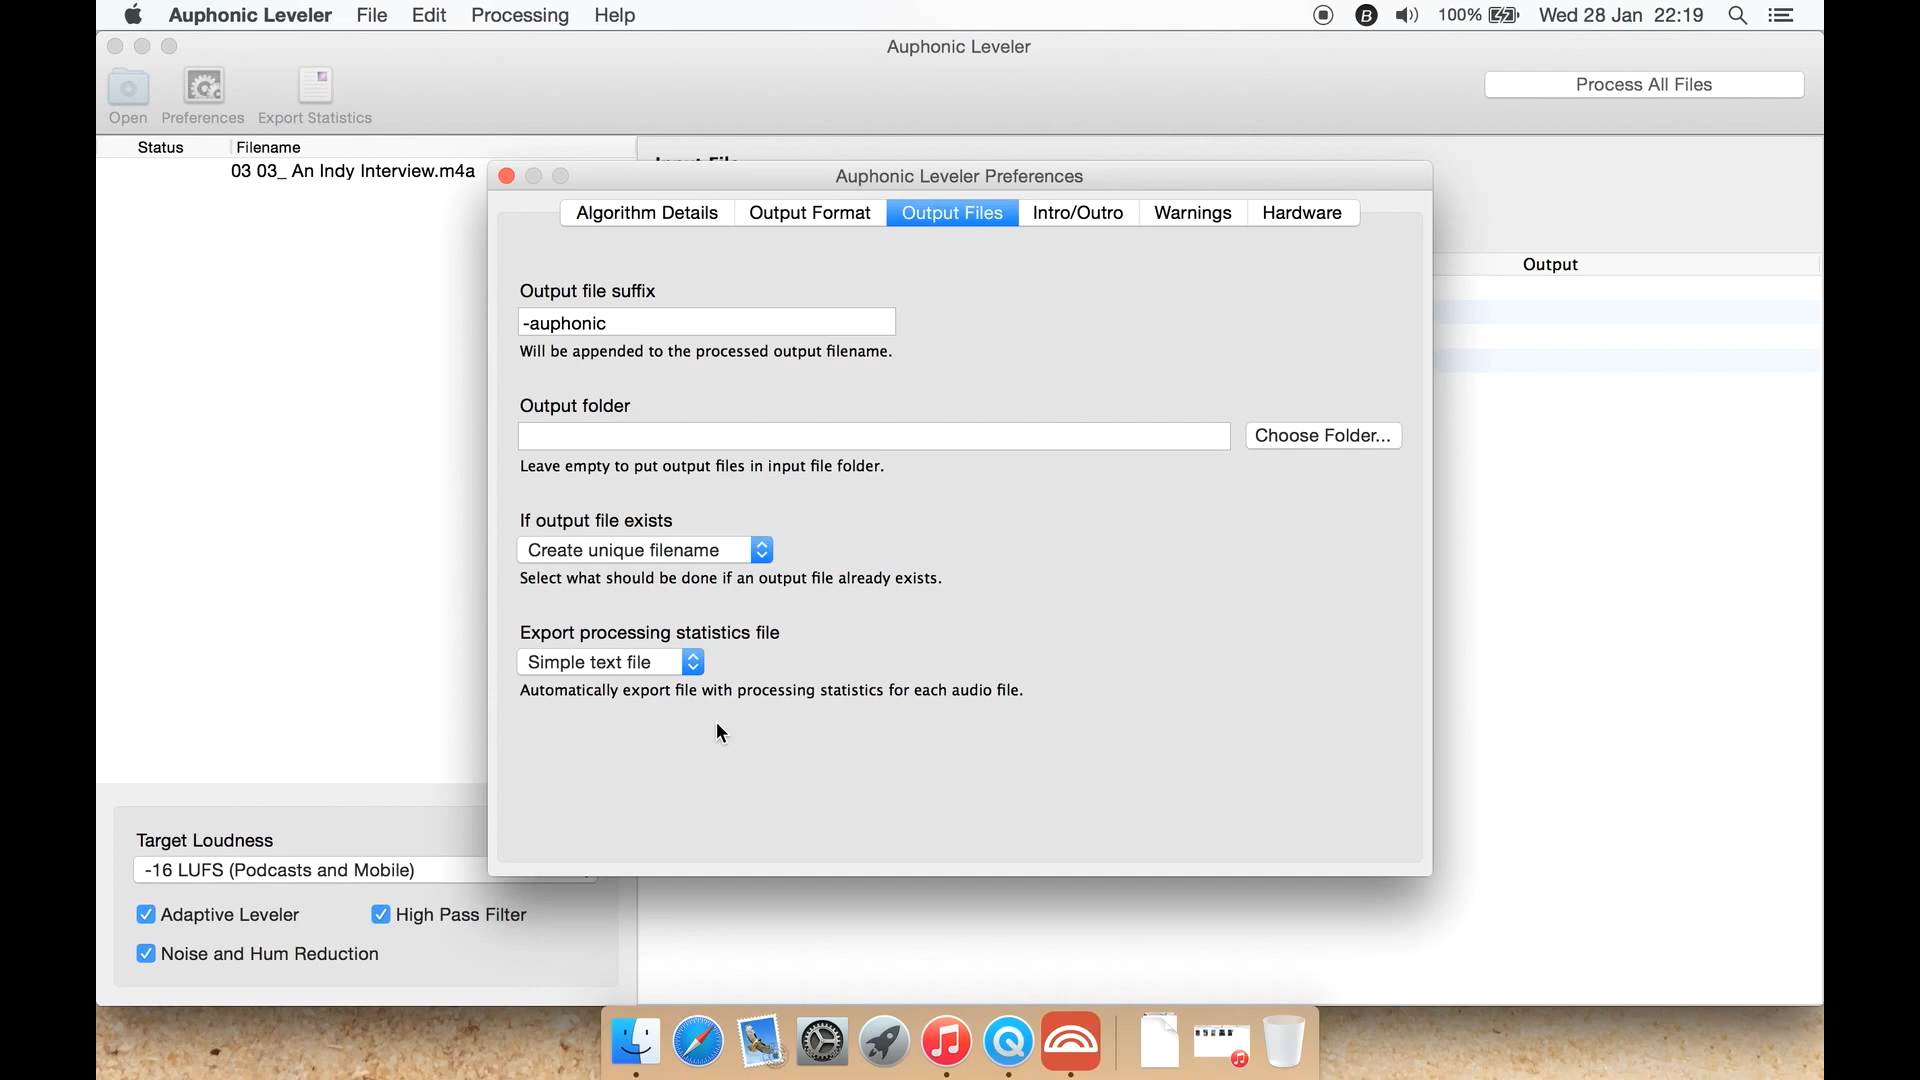 Auphonic Leveler File Edit Processing Help 100% Wed 28 Jan 22:19
Auphonic Leveler
Open Preferences Export Statistics Process All Files
Status Filename
03 03_ An Indy Interview.m4a
Input File
Auphonic Leveler Preferences
Algorithm Details Output Format Output Files Intro/Outro Warnings Hardware
Output
Output file suffix
-auphonic
Will be appended to the processed output filename.
Output folder
Choose Folder...
Leave empty to put output files in input file folder.
If output file exists
Create unique filename
Select what should be done if an output file already exists.
Export processing statistics file
Simple text file
Automatically export file with processing statistics for each audio file.
Target Loudness
-16 LUFS (Podcasts and Mobile)
Adaptive Leveler High Pass Filter
Noise and Hum Reduction